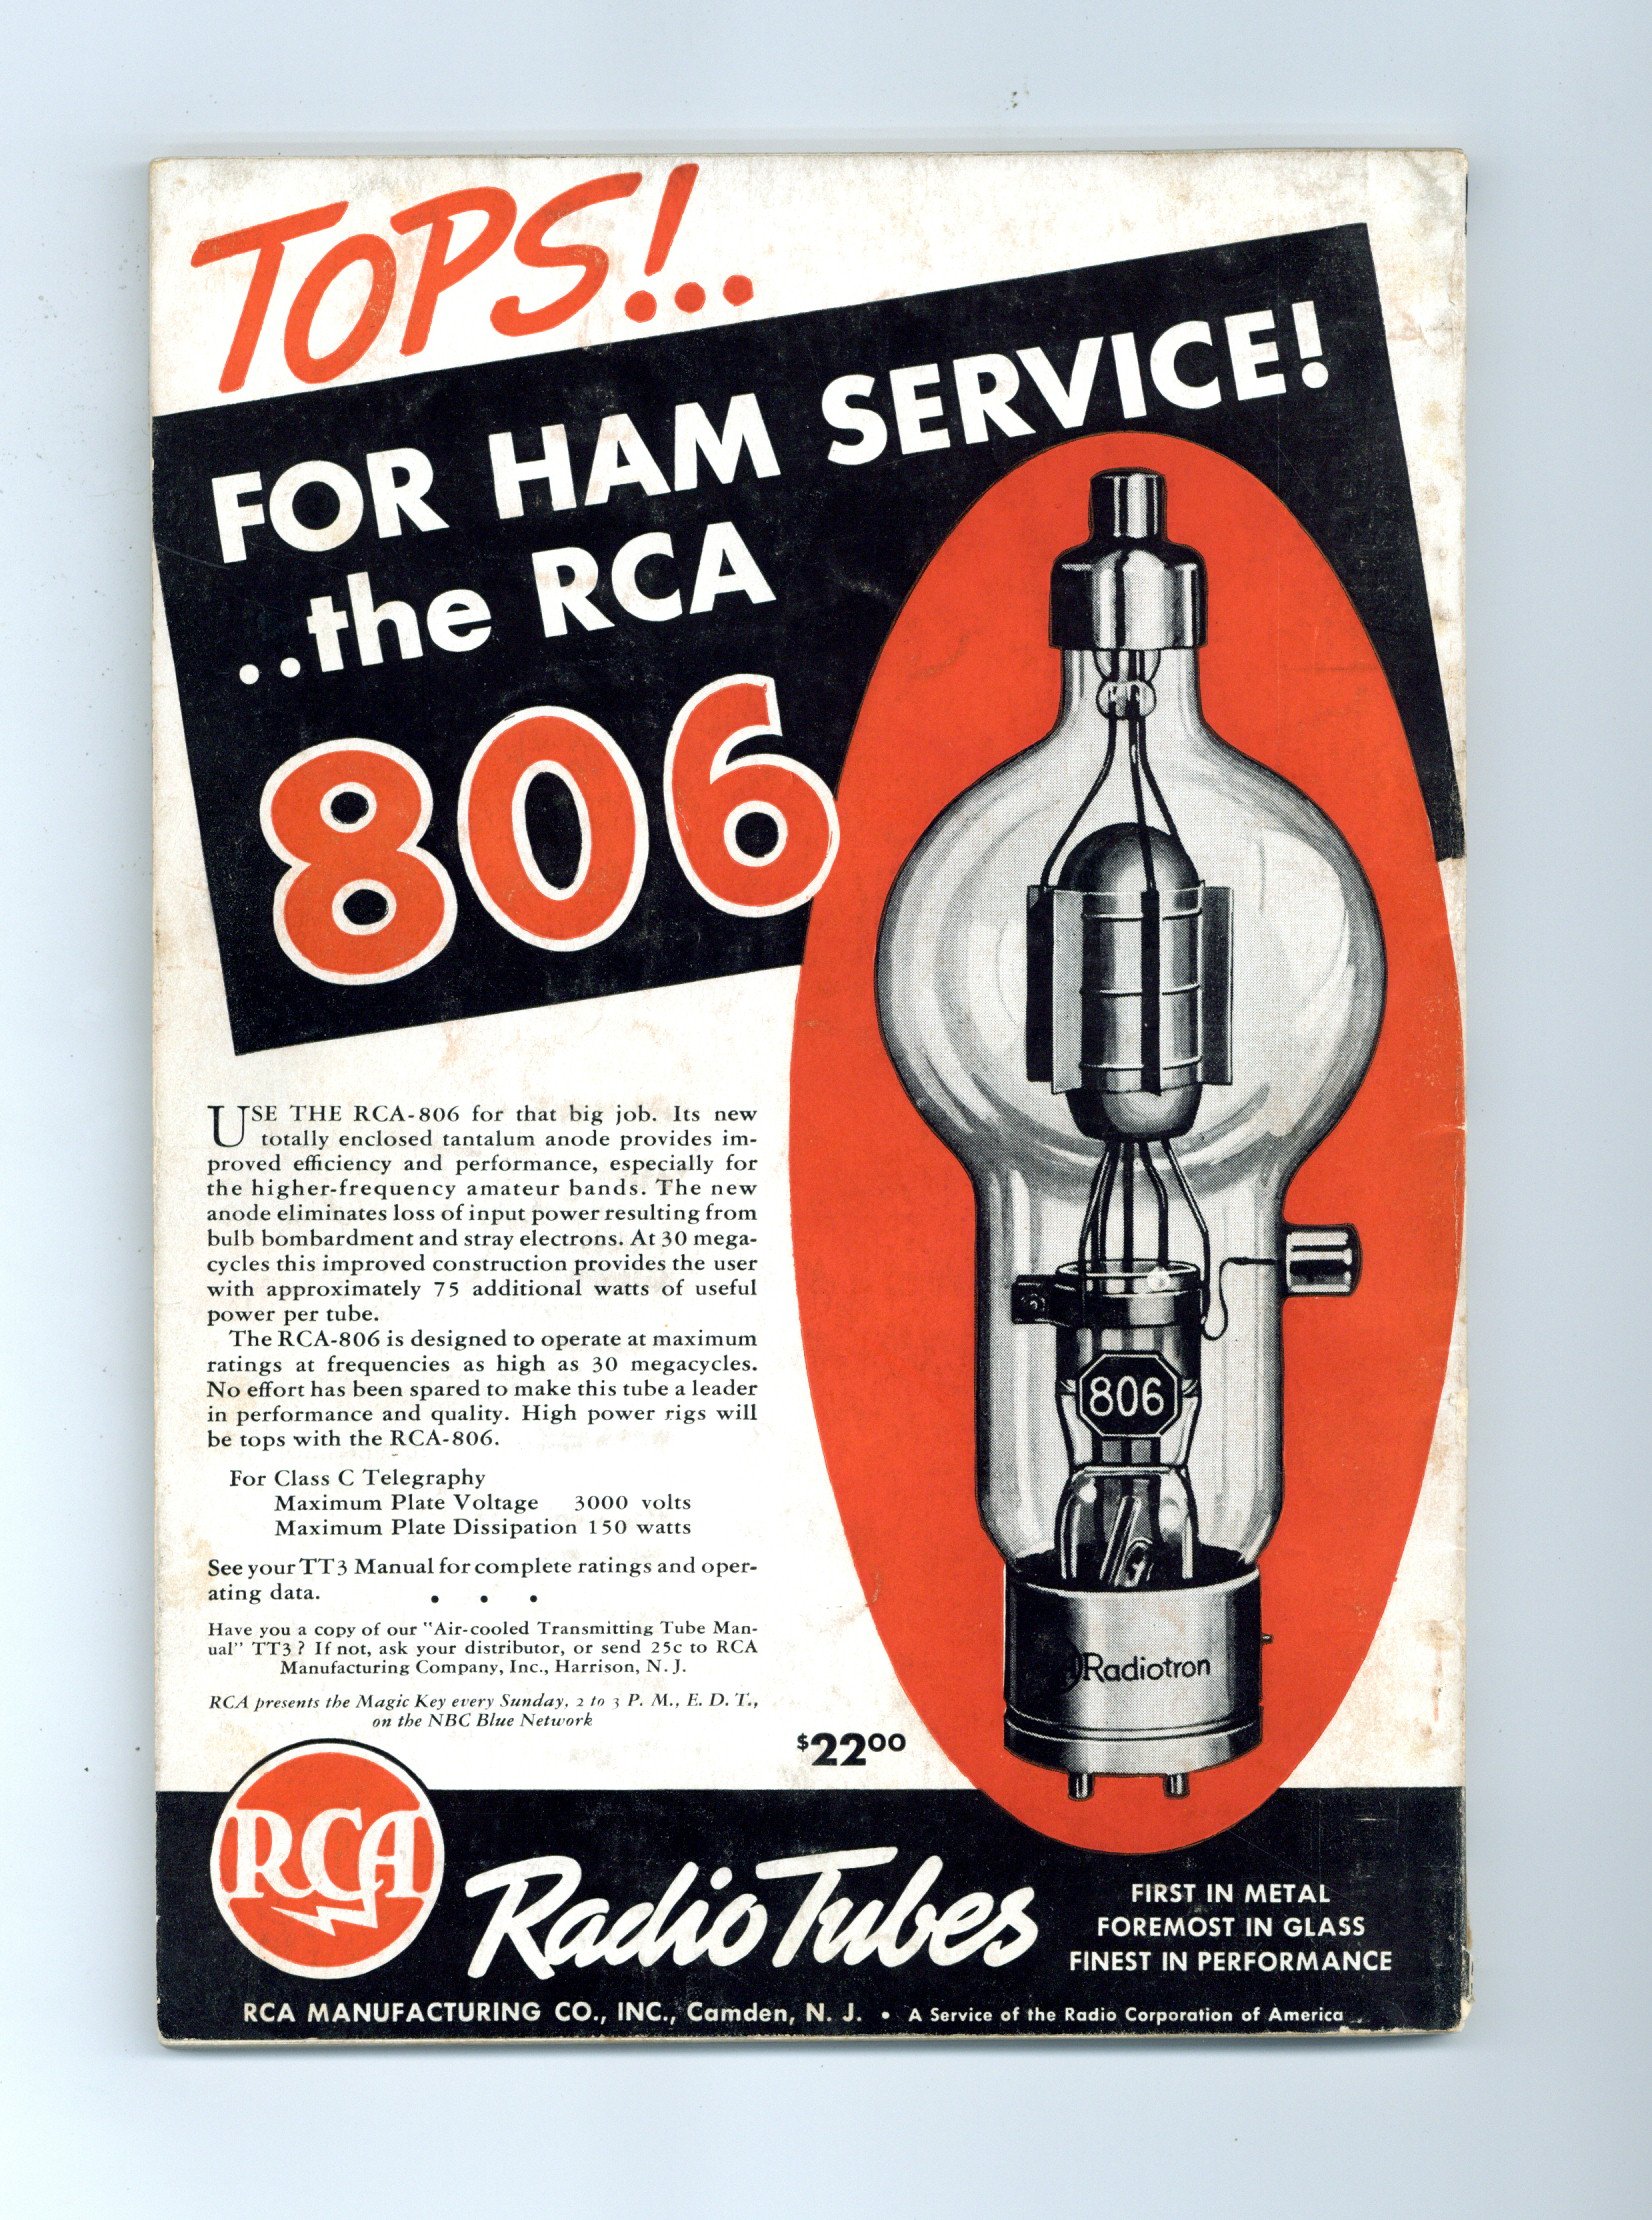 TOPS!..
FOR HAM SERVICE!
..the RCA
806
USE THE RCA-806 for that big job. Its new
totally enclosed tantalum anode provides im-
proved efficiency and performance, especially for
the higher-frequency amateur bands. The new
anode eliminates loss of input power resulting from
bulb bombardment and stray electrons. At 30 mega-
cycles this improved construction provides the user
with approximately 75 additional watts of useful
power per tube.
The RCA-806 is designed to operate at maximum
ratings at frequencies as high as 30 megacycles.
No effort has been spared to make this tube a leader
in performance and quality. High power rigs will
be tops with the RCA-806.
For Class C Telegraphy
Maximum Plate Voltage 3000 volts
Maximum Plate Dissipation 150 watts
See your TT3 Manual for complete ratings and oper-
ating data.
• • •
Have you a copy of our "Air-cooled Transmitting Tube Man-
ual" TT3? If not, ask your distributor, or send 25c to RCA
Manufacturing Company, Inc., Harrison, N. J.
RCA presents the Magic Key every Sunday, 2 to 3 P. M., E. D. T.,
on the NBC Blue Network
806
Radiotron
$2200
RCA
Radio Tubes
FIRST IN METAL
FOREMOST IN GLASS
FINEST IN PERFORMANCE
RCA MANUFACTURING CO., INC., Camden, N. J. • A Service of the Radio Corporation of America